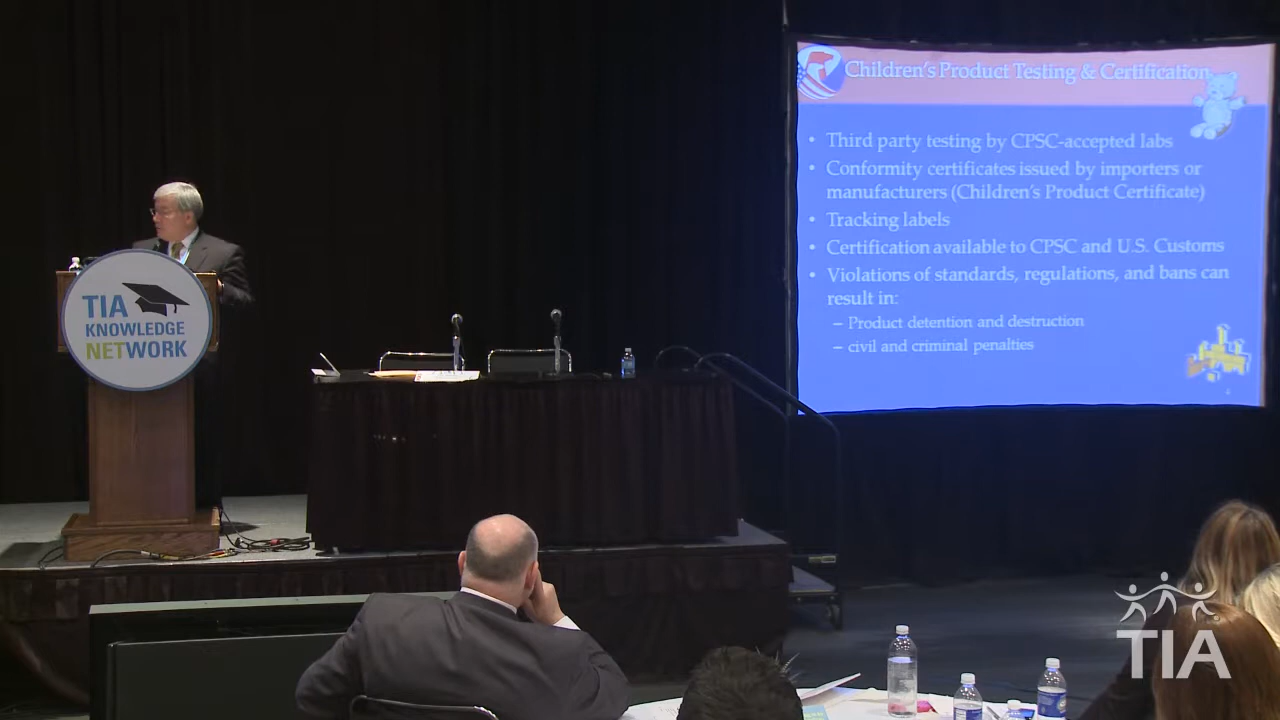 Children's Product Testing & Certification
• Third party testing by CPSC-accepted labs
• Conformity certificates issued by importers or
manufacturers (Children's Product Certificate)
• Tracking labels
• Certification available to CPSC and U.S. Customs
• Violations of standards, regulations, and bans can
result in:
– Product detention and destruction
– civil and criminal penalties
TIA
KNOWLEDGE
NETWORK
TIA